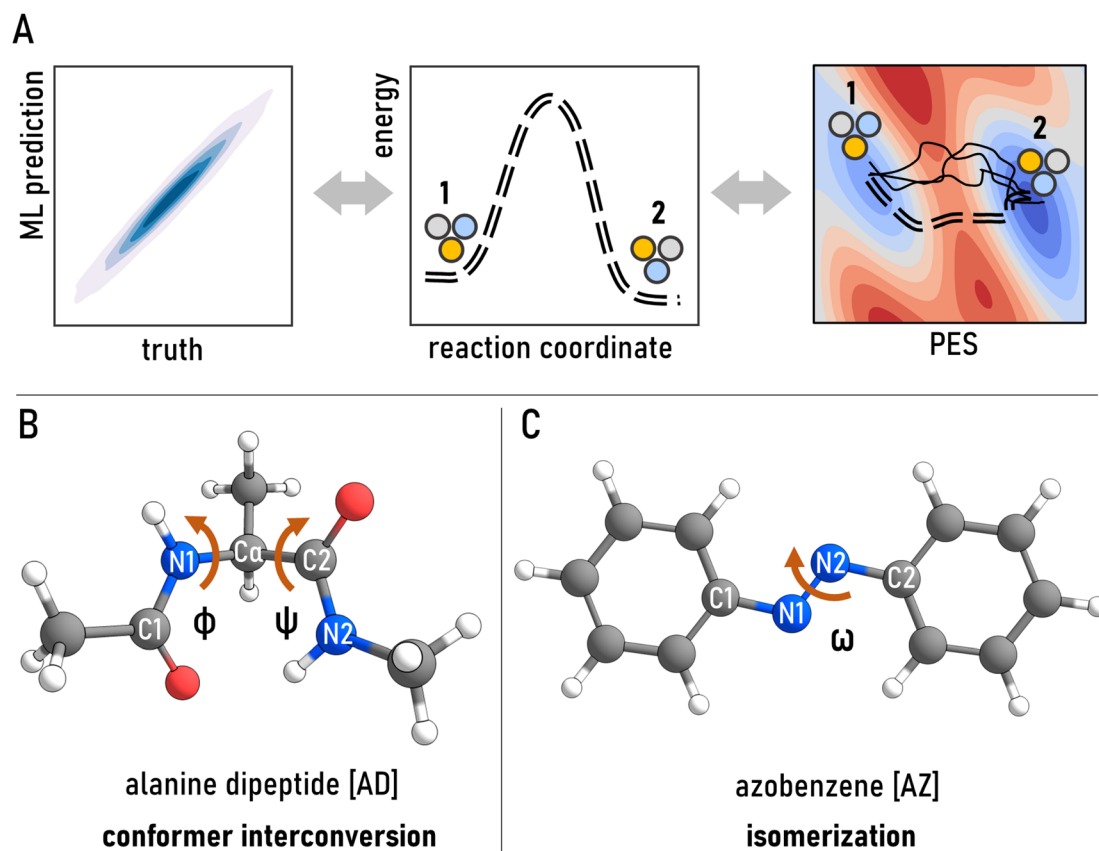 A
ML prediction
truth
energy
1
2
reaction coordinate
1
2
PES
B
N1
Cα
C2
C1
ϕ
ψ
N2
alanine dipeptide [AD]
conformer interconversion
C
C1
N1
N2
C2
ω
azobenzene [AZ]
isomerization